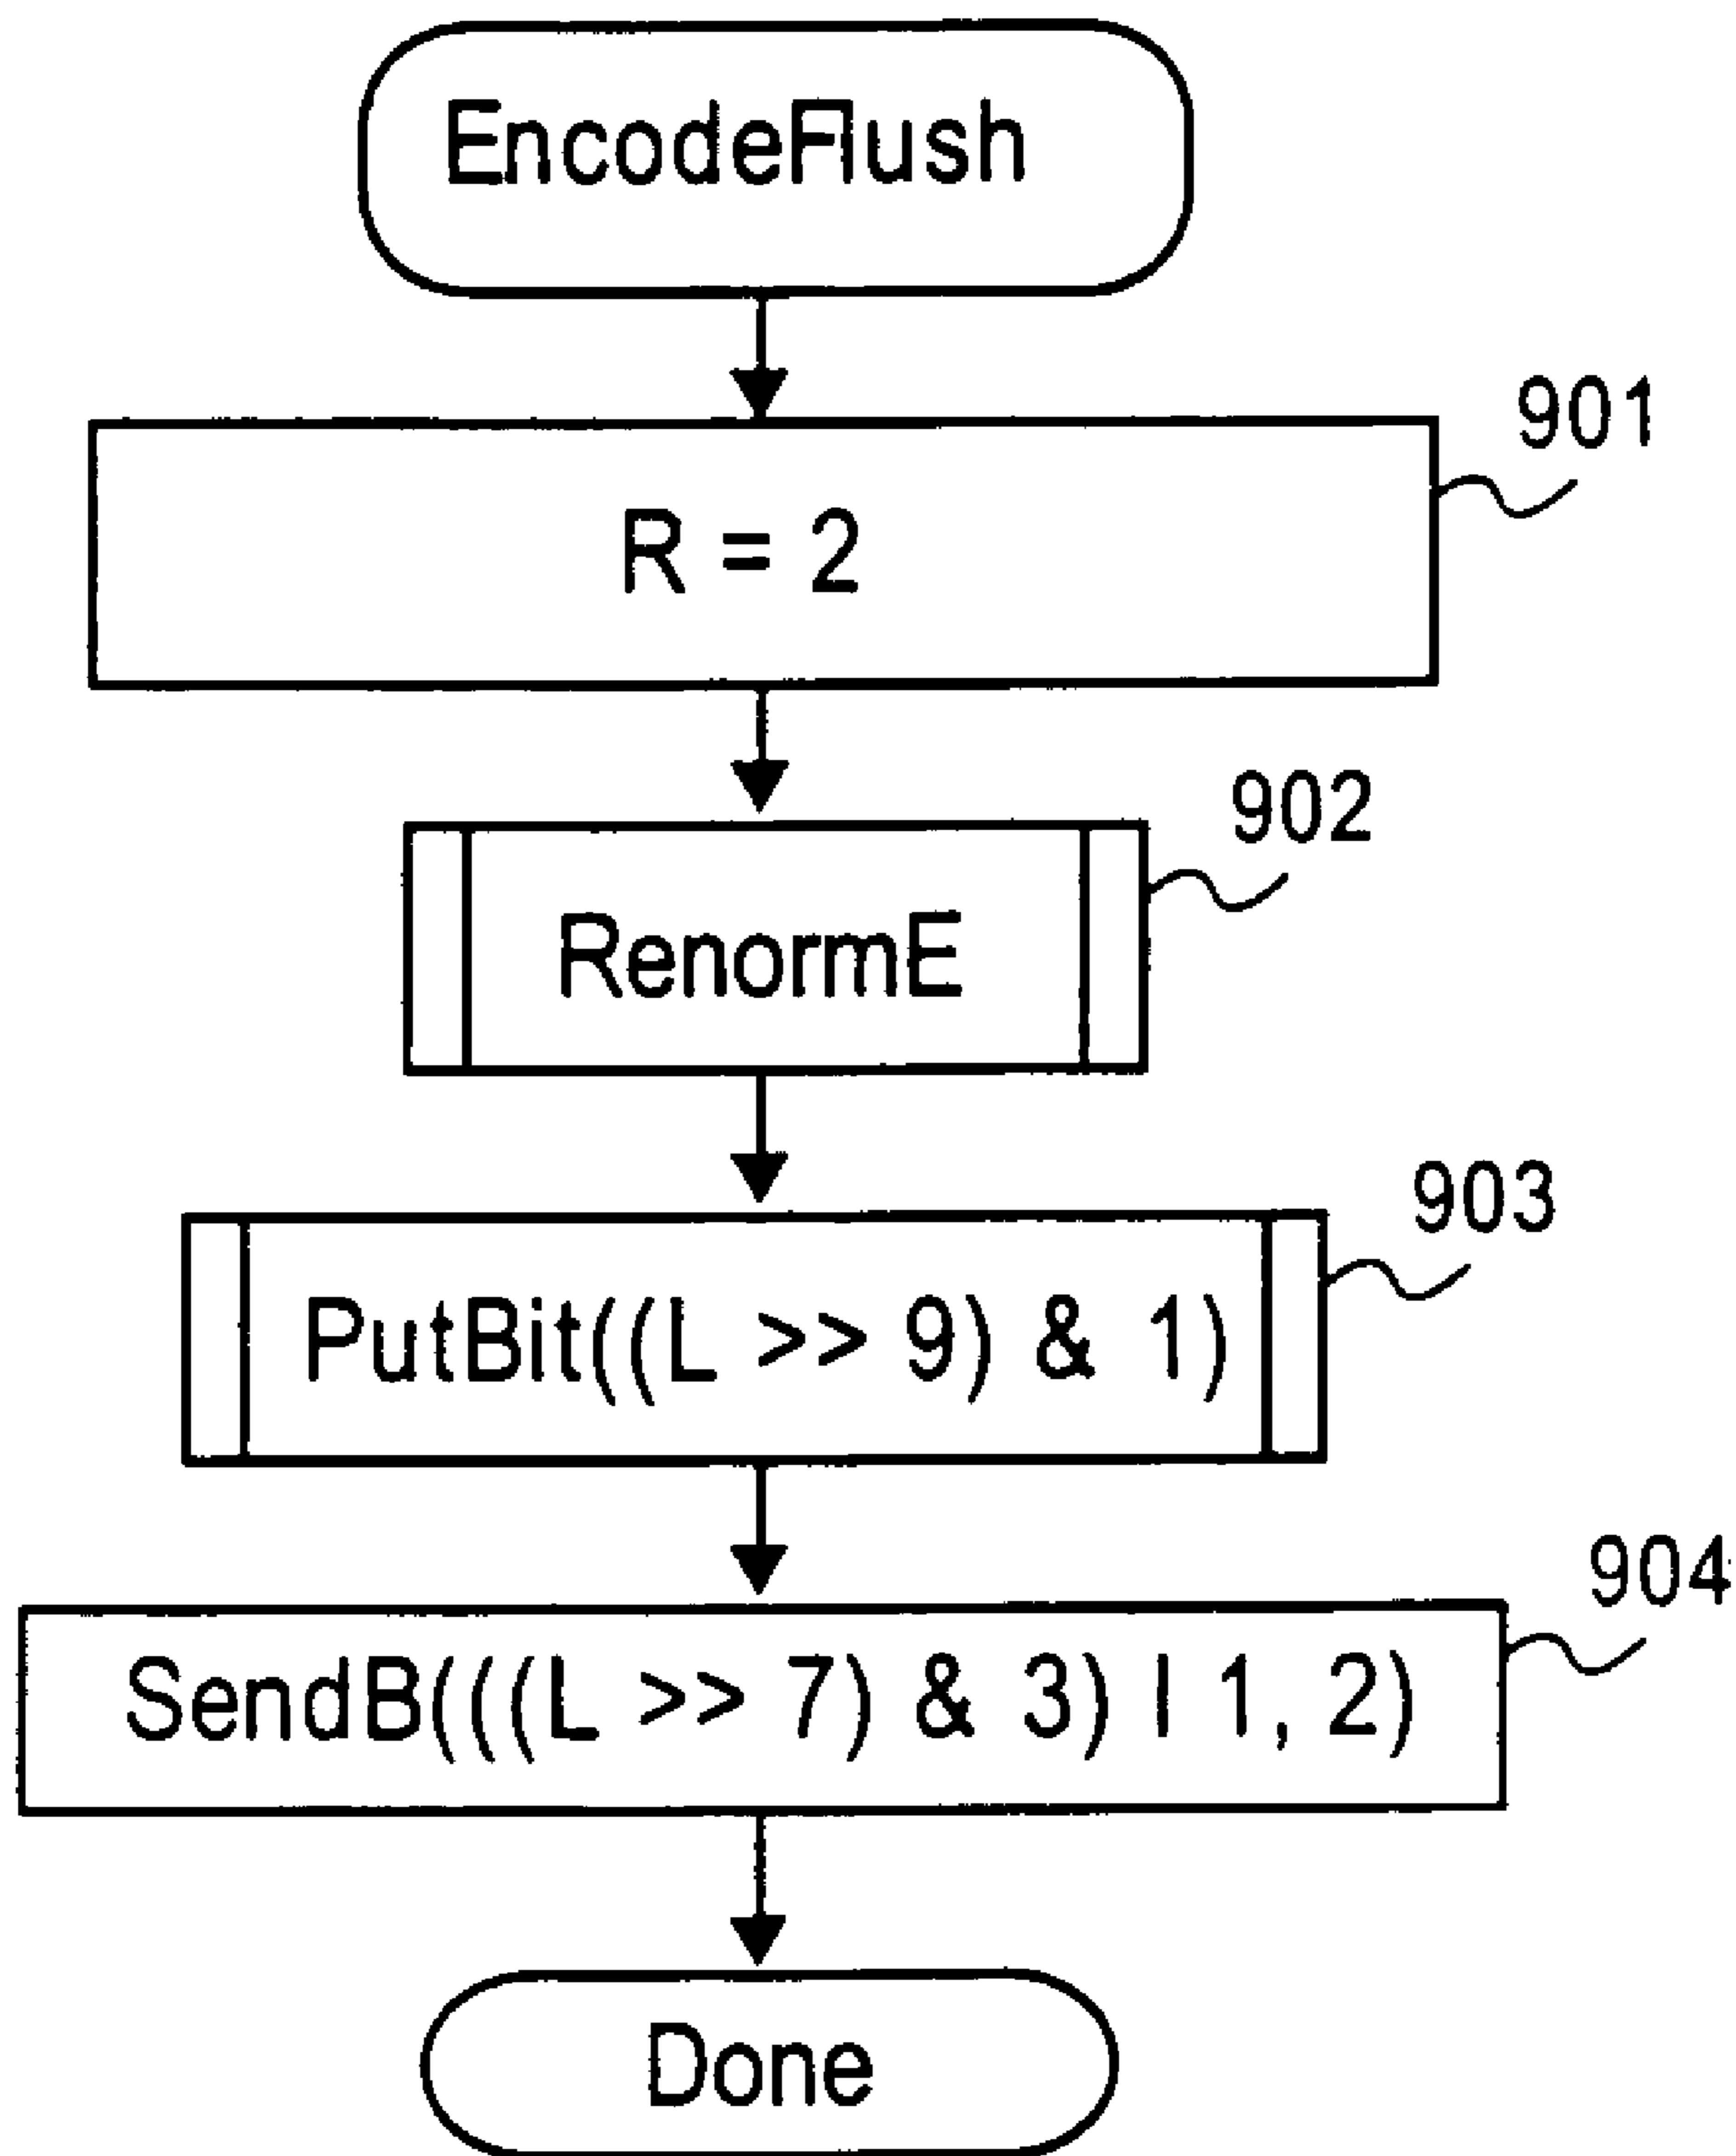 EncodeFlush
901
R = 2
902
RenormE
903
PutBit((L >> 9) & 1)
904
SendB(((L >> 7) & 3) | 1, 2)
Done